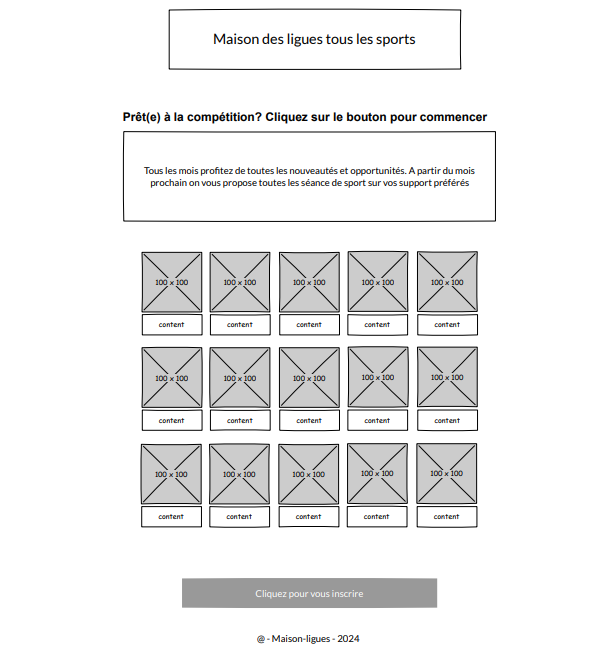 Maison des ligues tous les sports
Prêt(e) à la compétition? Cliquez sur le bouton pour commencer
Tous les mois profitez de toutes les nouveautés et opportunités. A partir du mois
prochain on vous propose toutes les séance de sport sur vos support préférés
100 x 100 100 x 100 100 x 100 100 x 100 100 x 100
content content content content content
100 x 100 100 x 100 100 x 100 100 x 100 100 x 100
content content content content content
100 x 100 100 x 100 100 x 100 100 x 100 100 x 100
content content content content content
Cliquez pour vous inscrire
@ - Maison-ligues - 2024